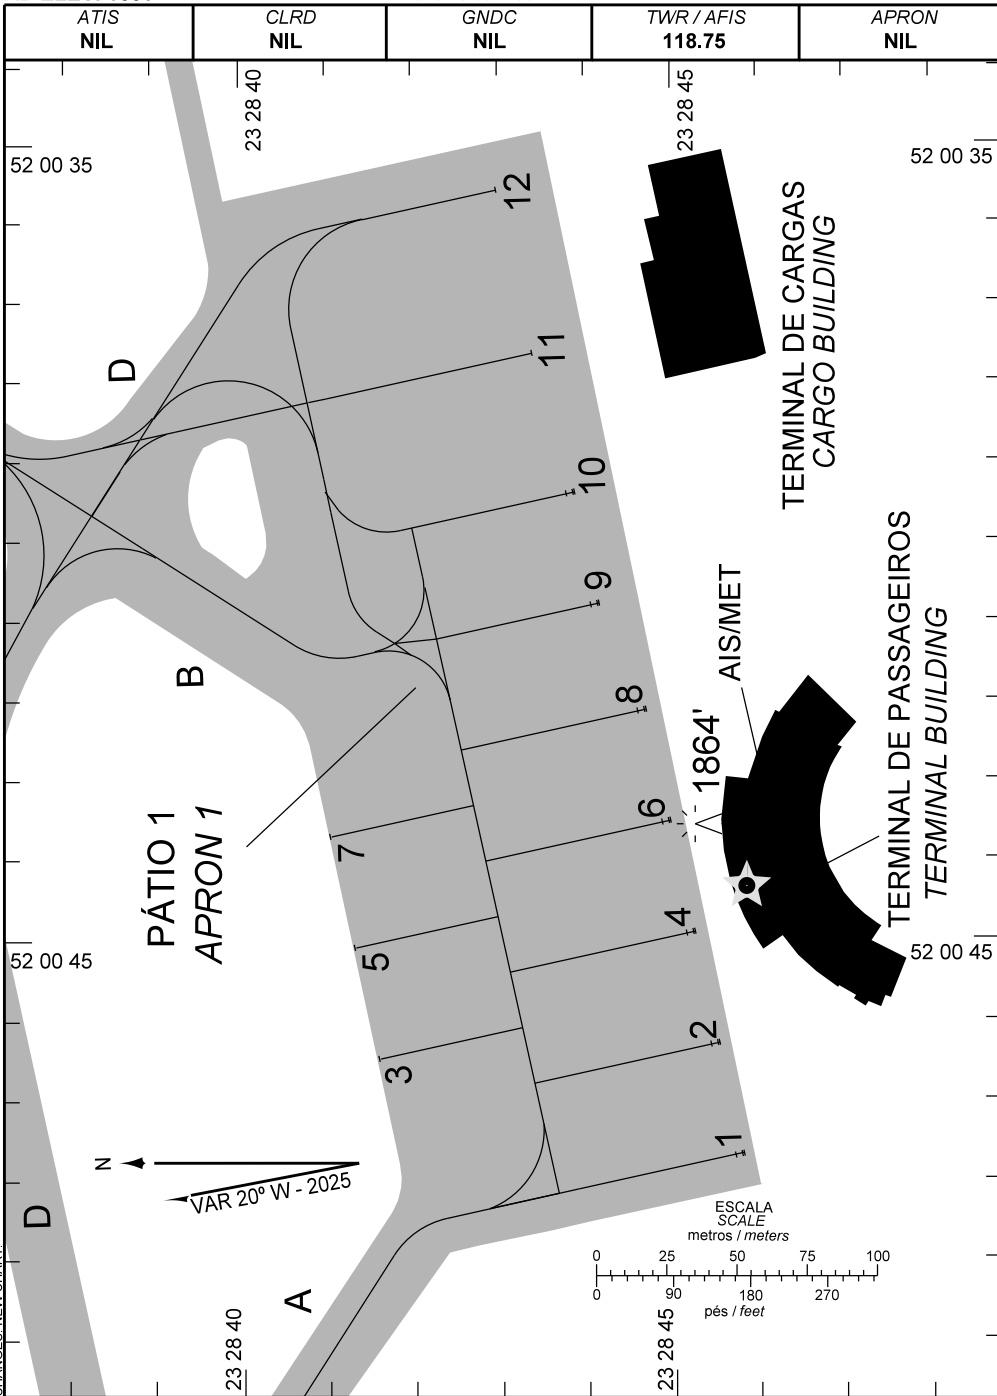 ATIS
NIL
CLRD
NIL
GNDC
NIL
TWR / AFIS
118.75
APRON
NIL
23 28 40
23 28 45
52 00 35
52 00 35
12
11
10
9
8
7
6
5
4
3
2
1
D
B
D
A
TERMINAL DE CARGAS
CARGO BUILDING
AIS/MET
1864'
TERMINAL DE PASSAGEIROS
TERMINAL BUILDING
PÁTIO 1
APRON 1
52 00 45
52 00 45
N
VAR 20º W - 2025
ESCALA
SCALE
metros / meters
0 25 50 75 100
0 90 180 270
pés / feet
23 28 40
23 28 45